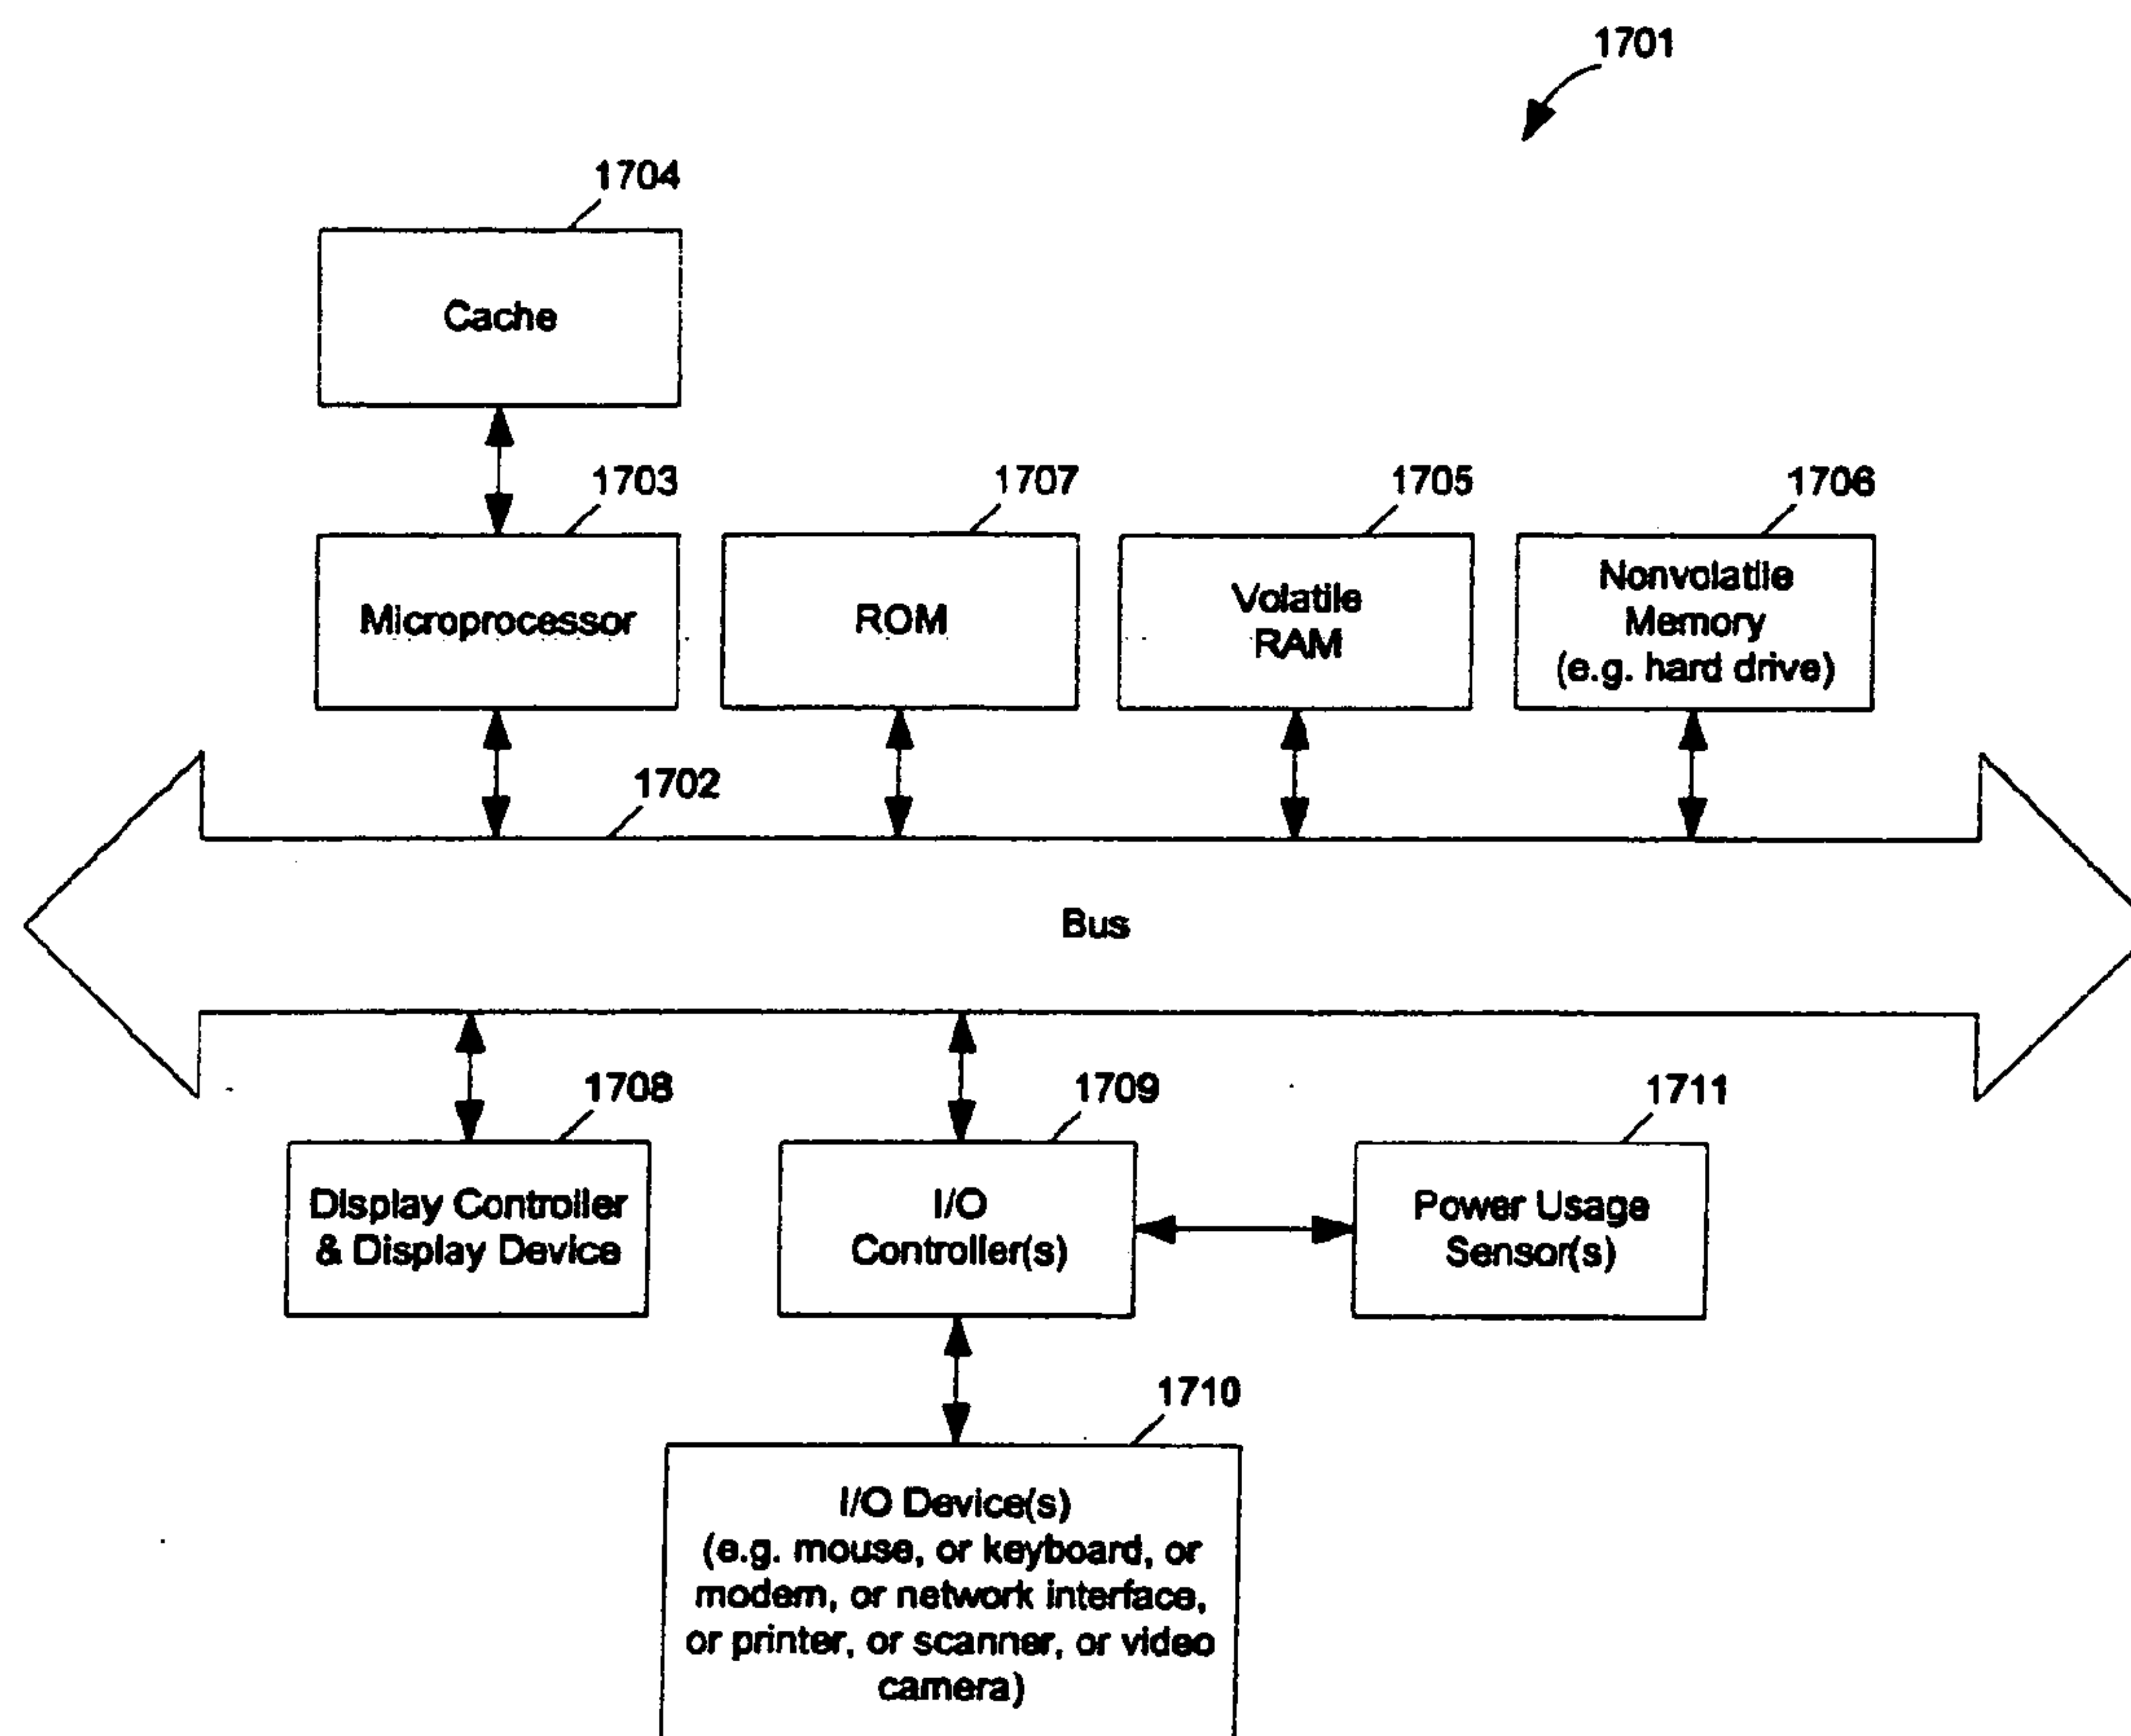 1701
1704
Cache
1703
1707
1705
1706
Microprocessor
ROM
Volatile
RAM
Nonvolatile
Memory
(e.g. hard drive)
1702
Bus
1708
1709
1711
Display Controller
& Display Device
I/O
Controller(s)
Power Usage
Sensor(s)
1710
I/O Device(s)
(e.g. mouse, or keyboard, or
modem, or network interface,
or printer, or scanner, or video
camera)